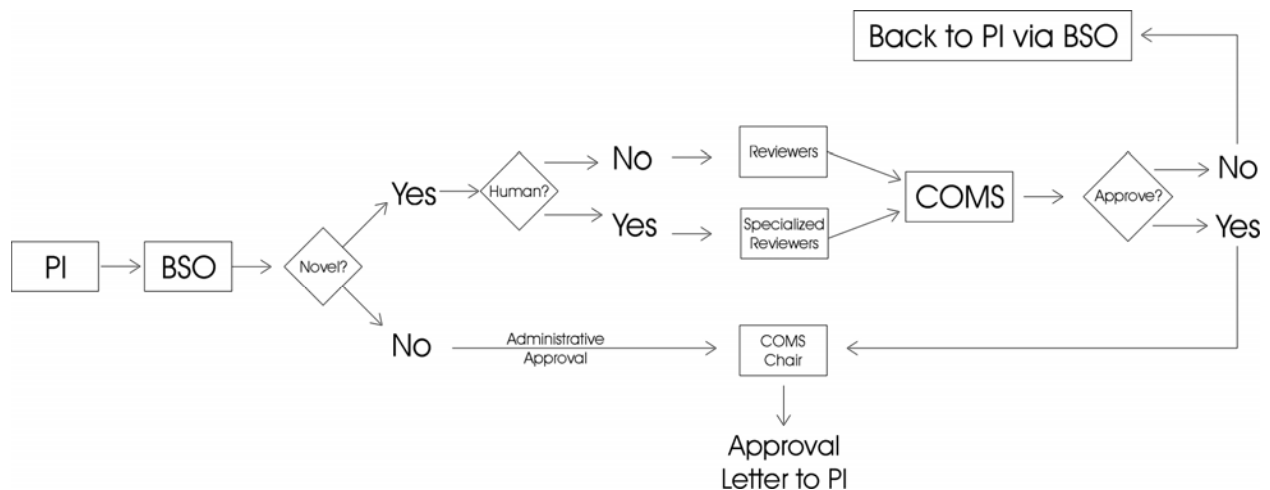 Back to PI via BSO
No
Reviewers
Yes
Human?
No
COMS
Approve?
Yes
Specialized
Reviewers
Yes
PI
BSO
Novel?
No
Administrative
Approval
COMS
Chair
Approval
Letter to PI